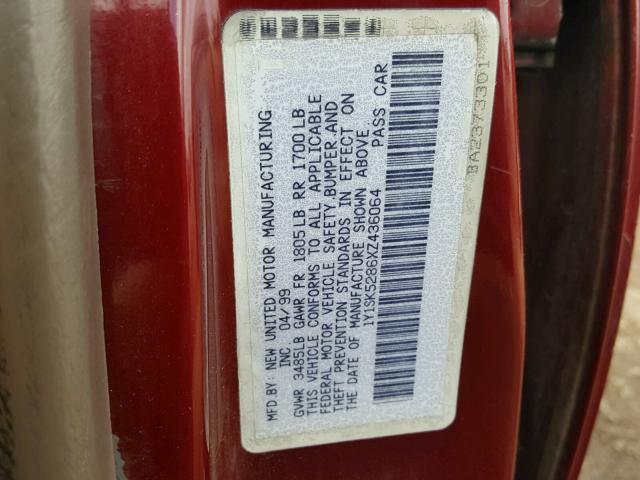 MFD.BY: NEW UNITED MOTOR MANUFACTURING
INC 04/99
GVWR 3485LB GAWR FR 1805LB RR 1700LB
THIS VEHICLE CONFORMS TO ALL APPLICABLE
FEDERAL MOTOR VEHICLE SAFETY,BUMPER,AND
THEFT PREVENTION STANDARDS IN EFFECT ON
THE DATE OF MANUFACTURE SHOWN ABOVE
1Y1SK5286XZ436064 PASS CAR
BA2373301